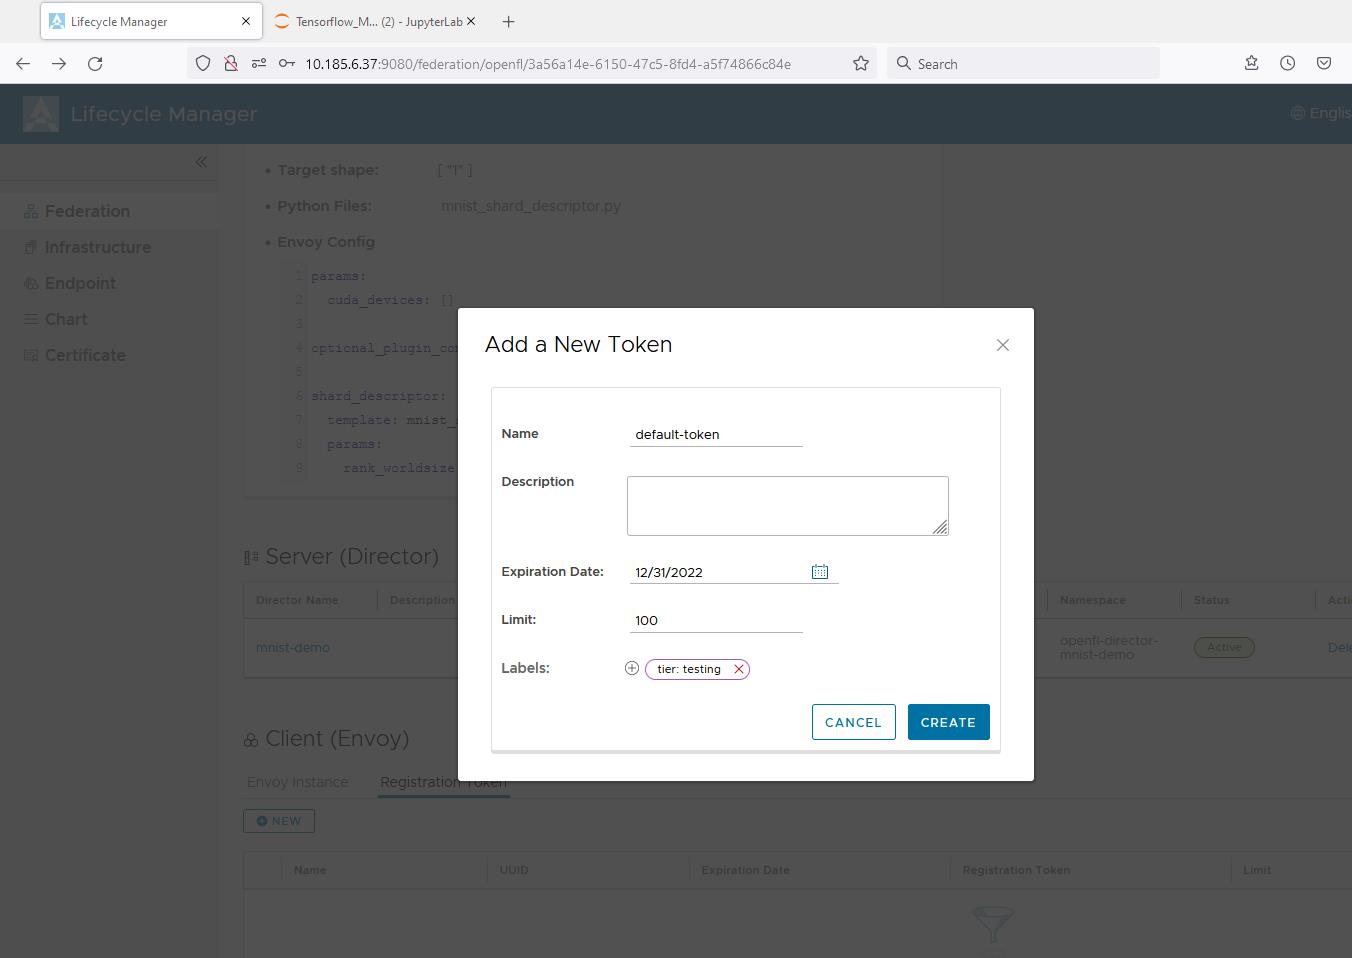 Lifecycle Manager
Tensorflow_M... (2) - JupyterLab
10.185.6.37:9080/federation/openfl/3a56a14e-6150-47c5-8fd4-a5f74866c84e
Search
Lifecycle Manager
Englis
Target shape: [ "1" ]
Federation
Python Files: mnist_shard_descriptor.py
Infrastructure
Envoy Config
Endpoint
Chart
Certificate
1 params:
2 cuda_devices: []
3
4 optional_plugin_com
5
6 shard_descriptor:
7 template: mnist_
8 params:
9 rank_worldsize
Add a New Token
Name default-token
Description
Expiration Date: 12/31/2022
Limit: 100
Labels: tier: testing
CANCEL CREATE
Server (Director)
Director Name Description Namespace Status Acti
mnist-demo openfl-director-mnist-demo Active Dele
Client (Envoy)
Envoy Instance Registration Token
NEW
Name UUID Expiration Date Registration Token Limit